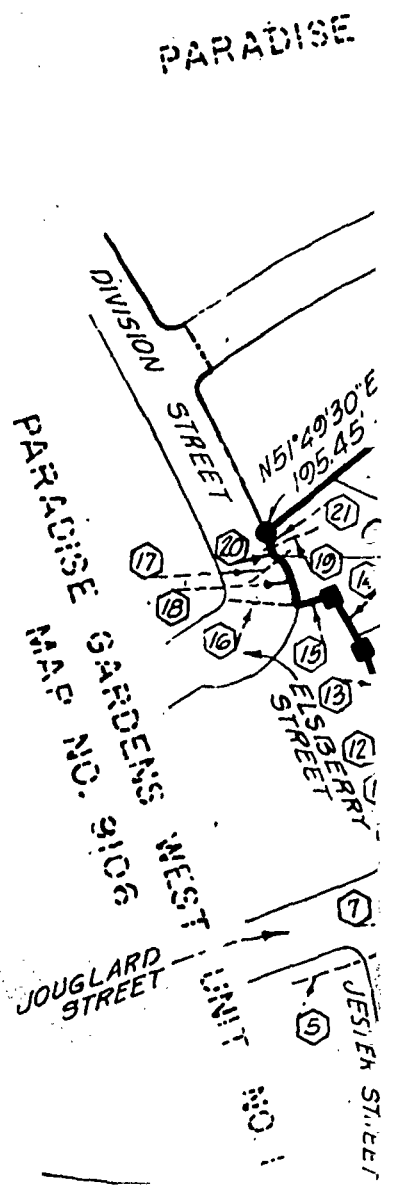 PARADISE
DIVISION
STREET
N51°49'30"E
195.45'
PARADISE GARDENS WEST UNIT NO. 1
MAP NO. 9106
21
20
17
19
18
16
15
13
ELSBERRY
STREET
12
7
JOUGLARD
STREET
5